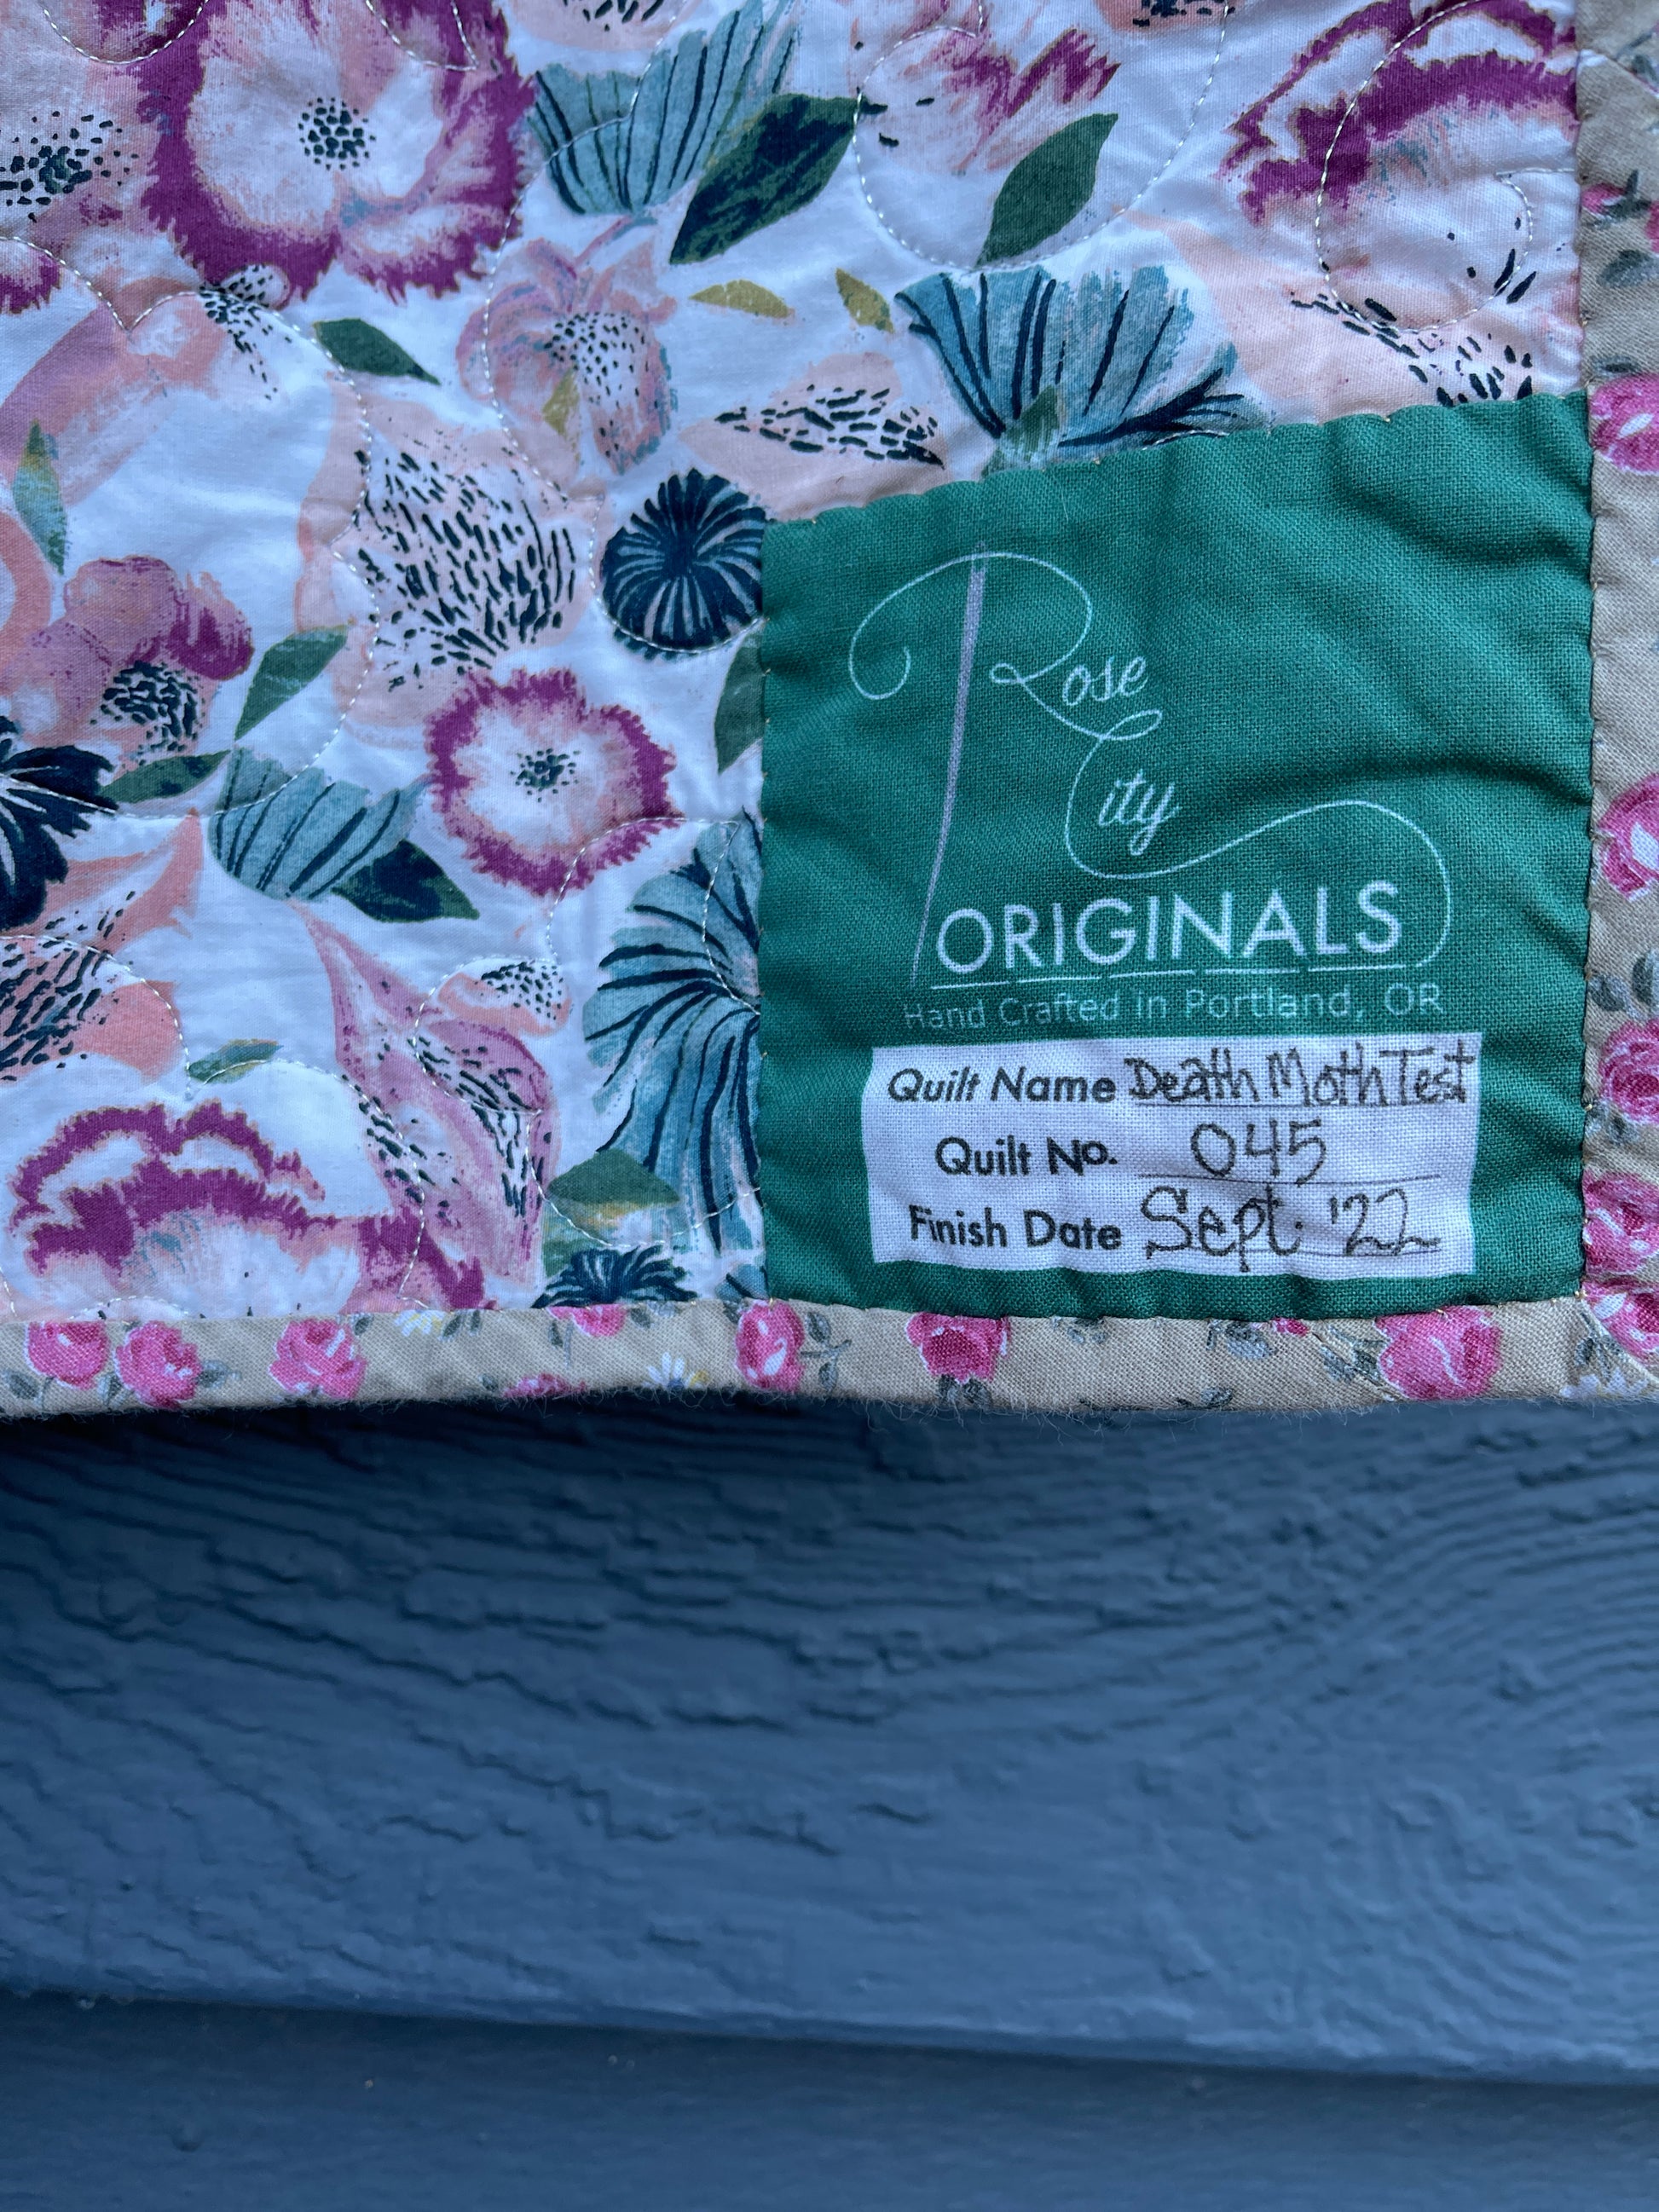 Rose
City
ORIGINALS
Hand Crafted in Portland, OR
Quilt Name Death Moth Test
Quilt No. 045
Finish Date Sept. '22